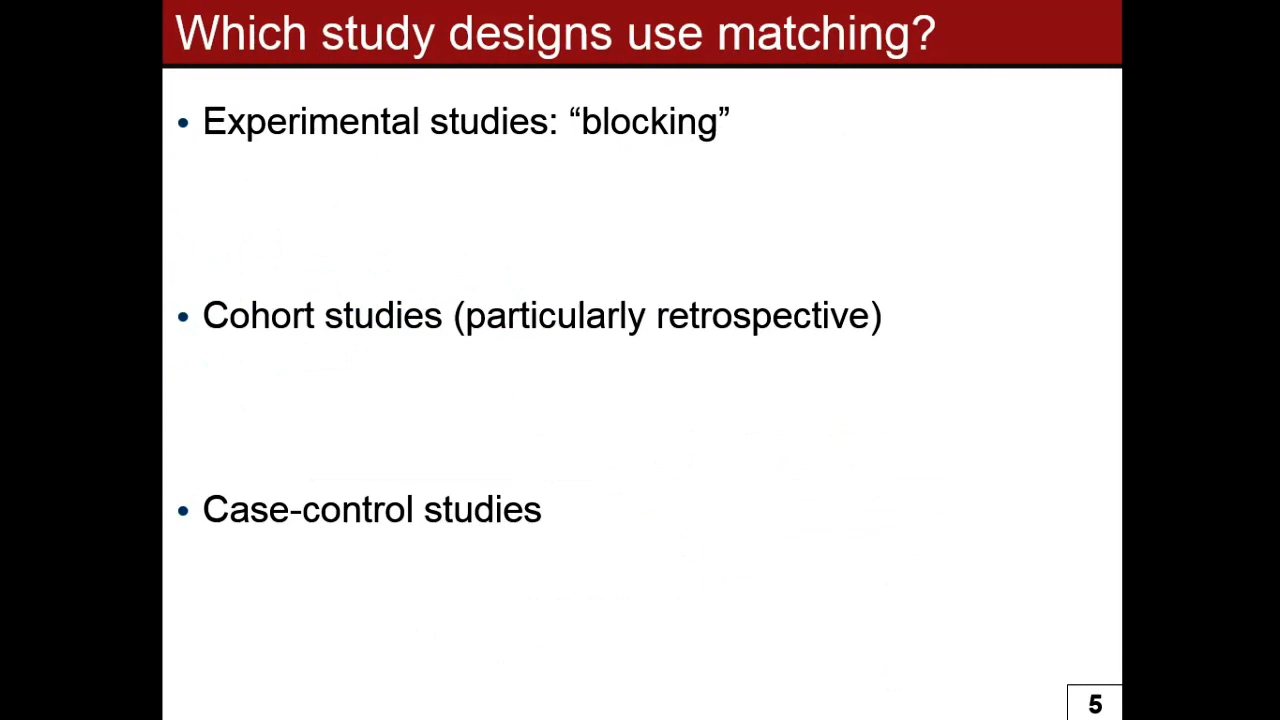 Which study designs use matching?
• Experimental studies: “blocking”
• Cohort studies (particularly retrospective)
• Case-control studies
5